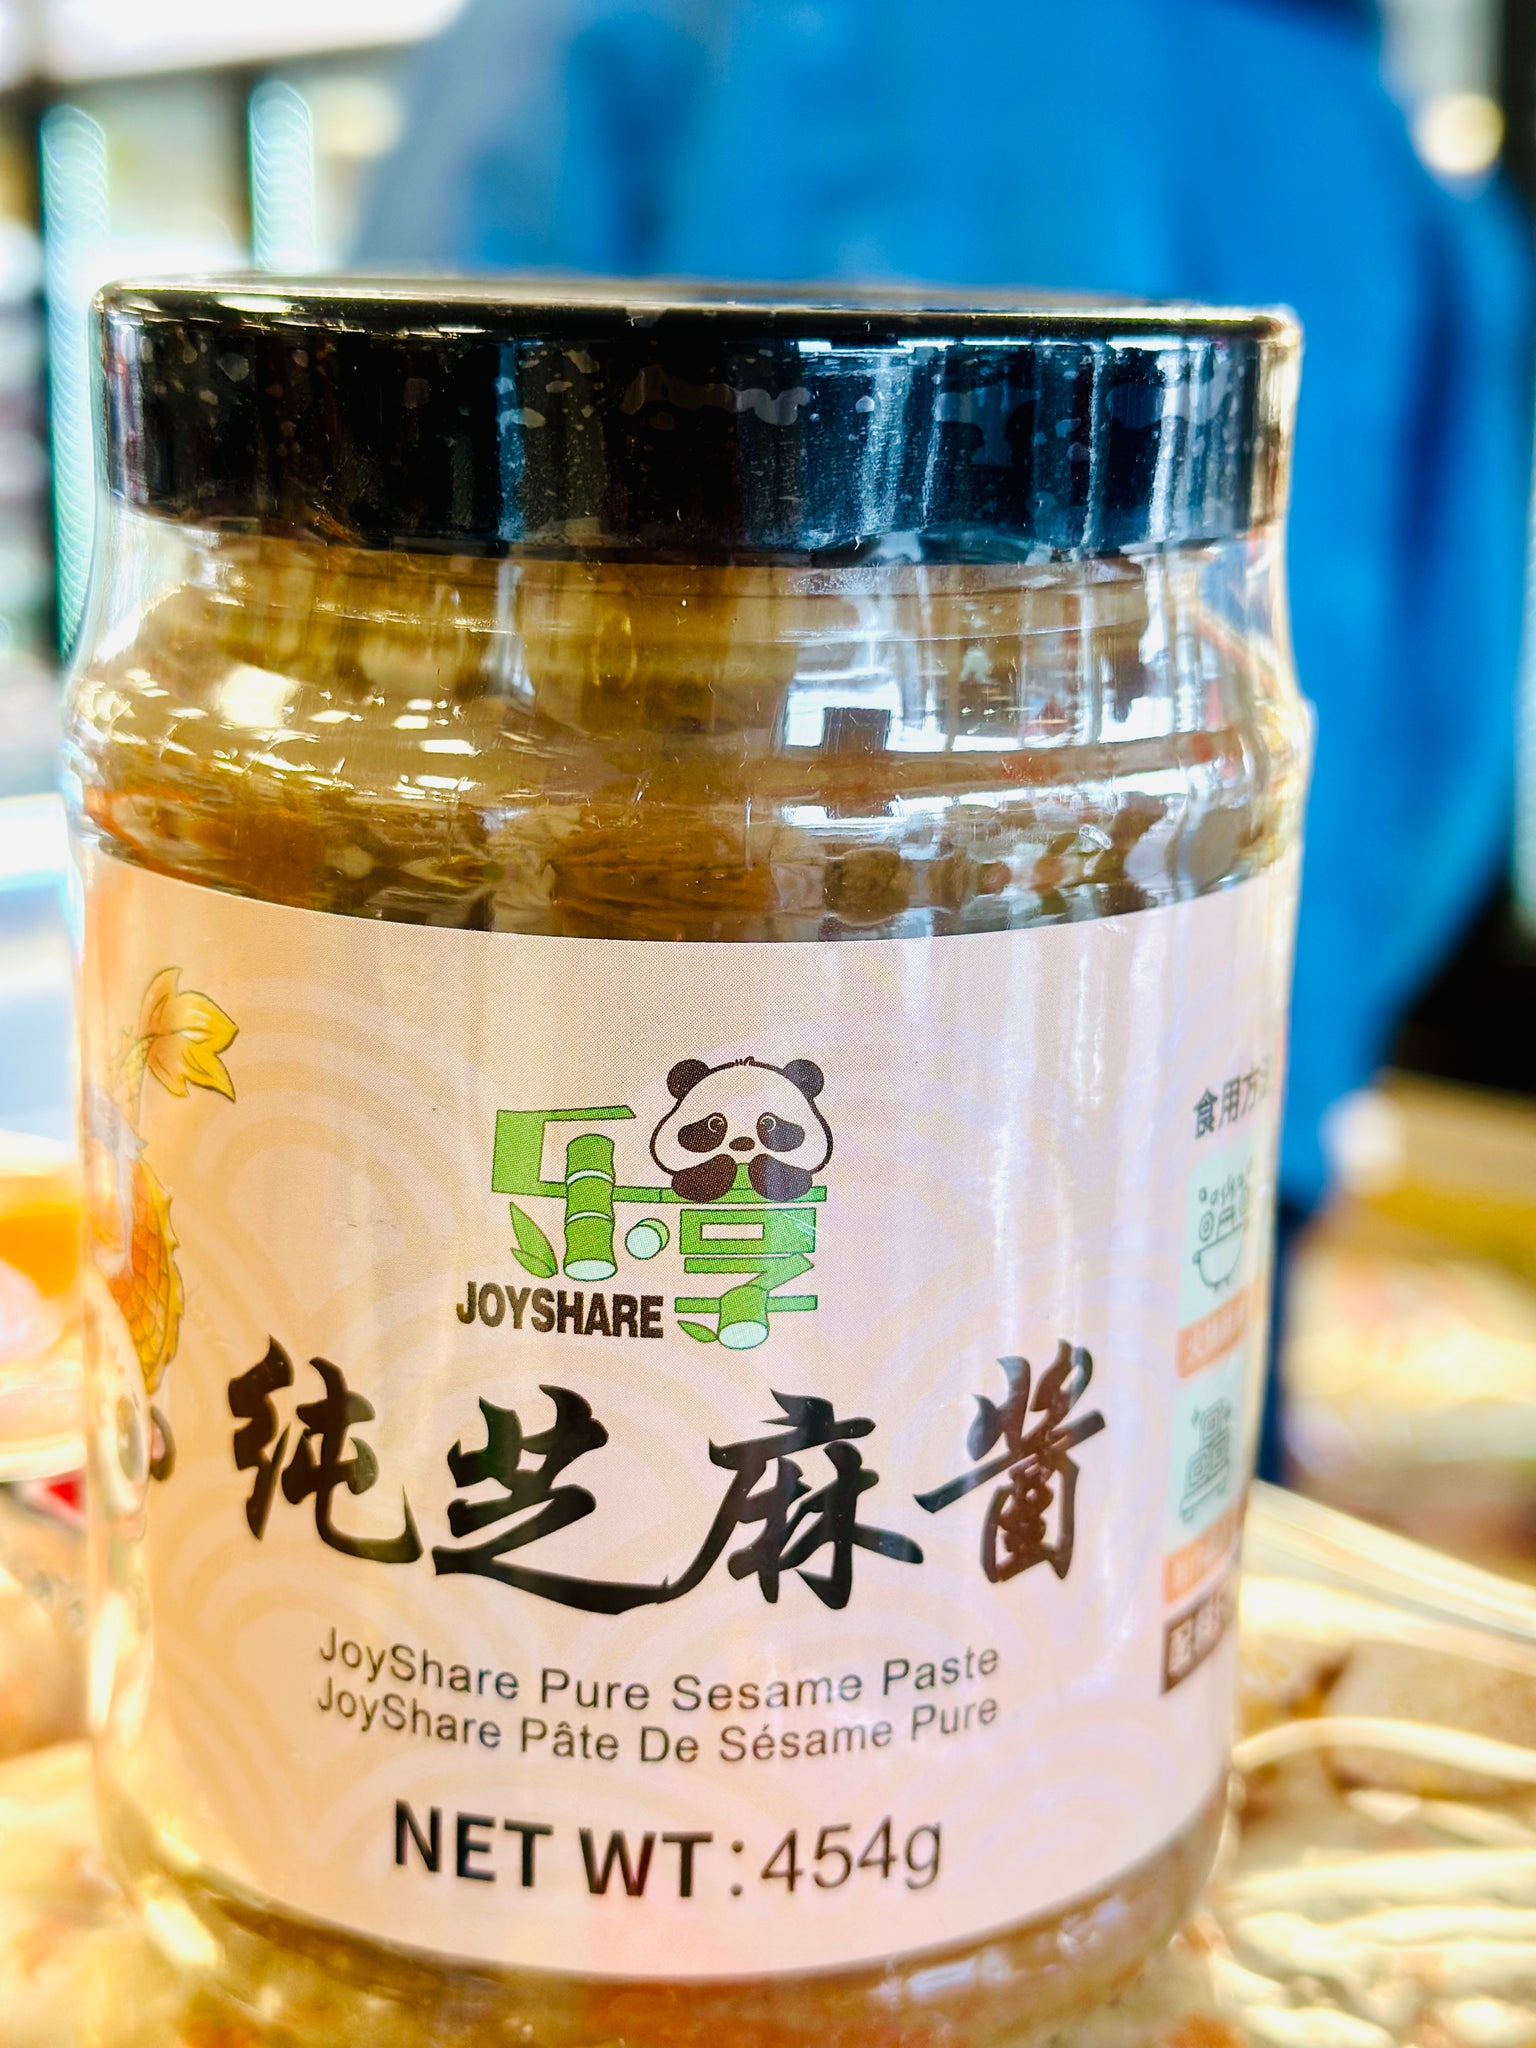 乐享
JOYSHARE
纯芝麻酱
JoyShare Pure Sesame Paste
JoyShare Pâte De Sésame Pure
NET WT:454g
食用方